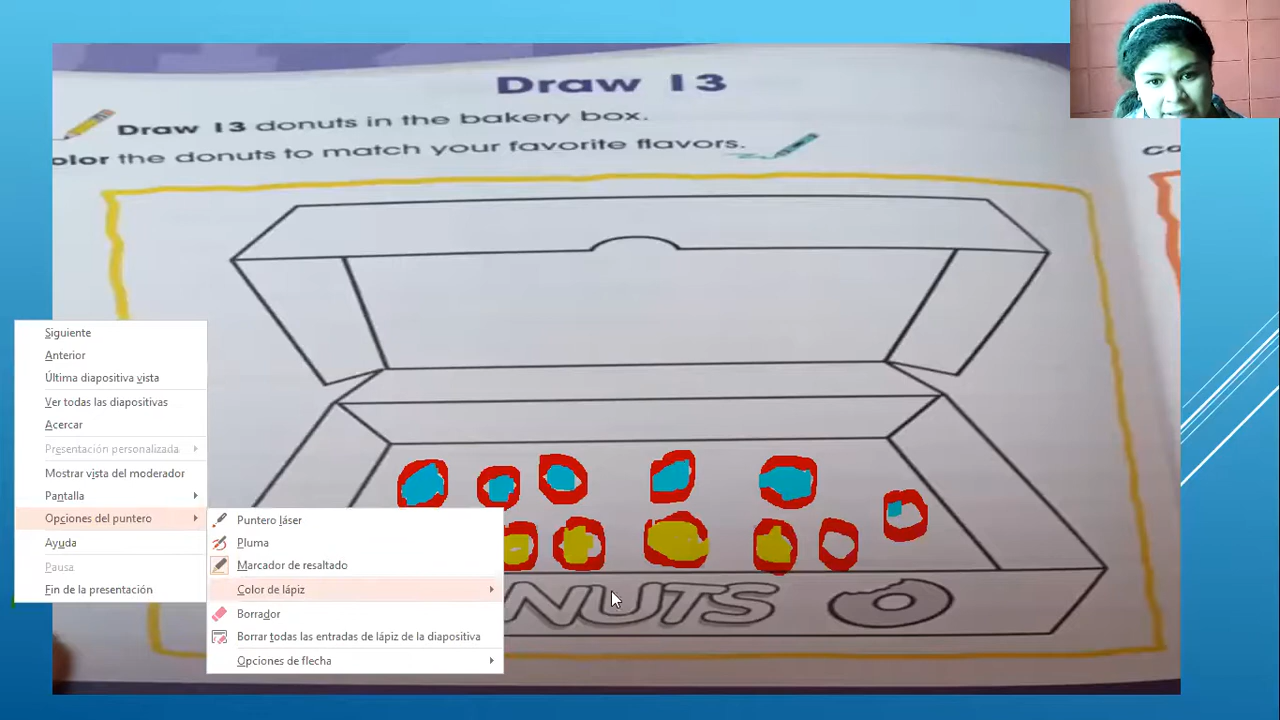 Draw 13
Draw 13 donuts in the bakery box.
olor the donuts to match your favorite flavors.
Co
Siguiente
Anterior
Última diapositiva vista
Ver todas las diapositivas
Acercar
Presentación personalizada
Mostrar vista del moderador
Pantalla
Opciones del puntero
Ayuda
Pausa
Fin de la presentación
Puntero láser
Pluma
Marcador de resaltado
Color de lápiz
Borrador
Borrar todas las entradas de lápiz de la diapositiva
Opciones de flecha
NUTS